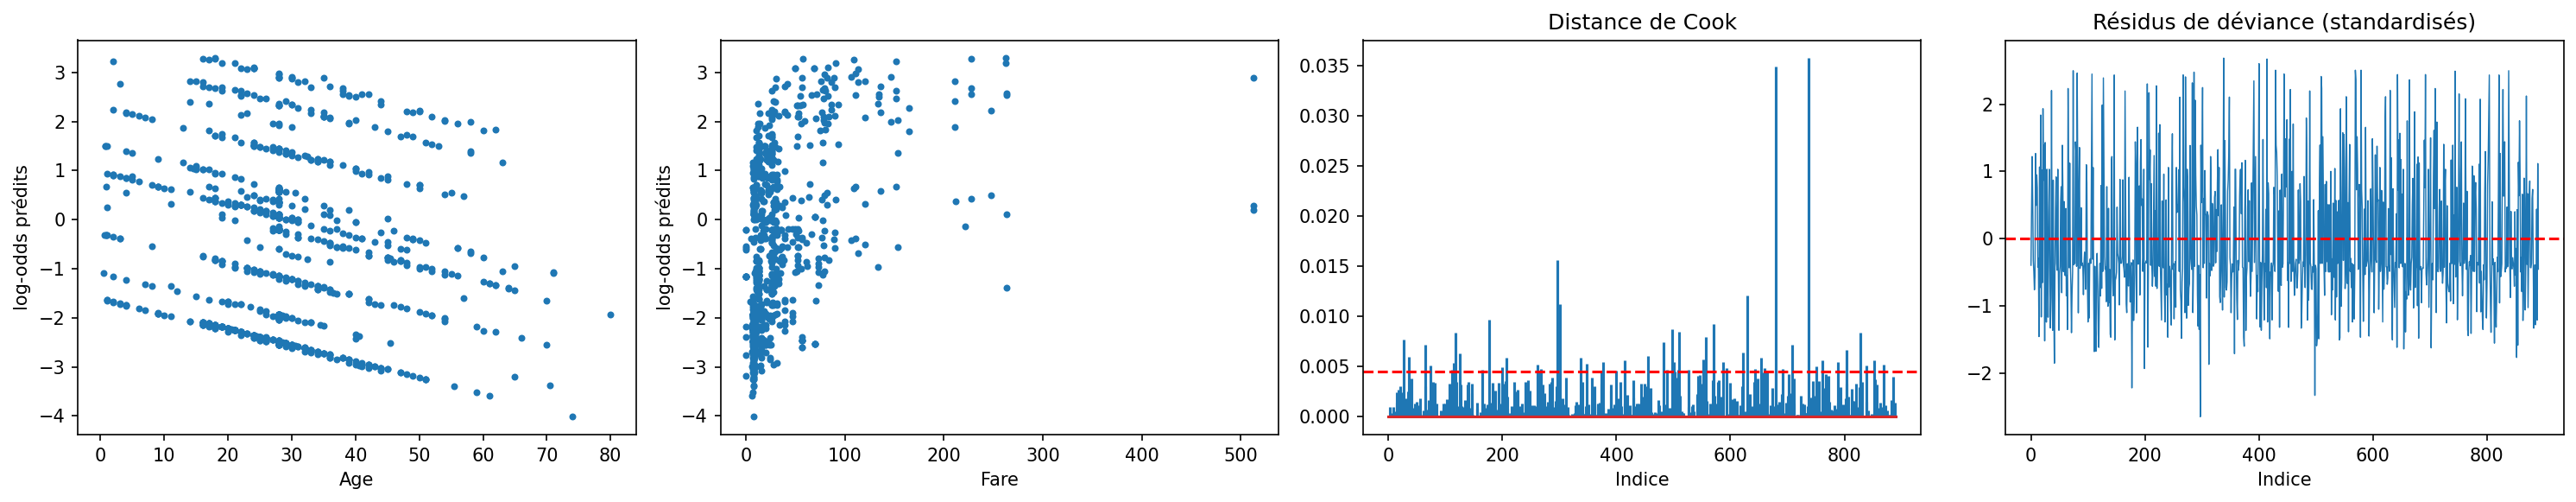 3
2
1
0
−1
−2
−3
−4
log-odds prédits
0 10 20 30 40 50 60 70 80
Age
3
2
1
0
−1
−2
−3
−4
log-odds prédits
0 100 200 300 400 500
Fare
Distance de Cook
0.035
0.030
0.025
0.020
0.015
0.010
0.005
0.000
0 200 400 600 800
Indice
Résidus de déviance (standardisés)
2
1
0
−1
−2
0 200 400 600 800
Indice